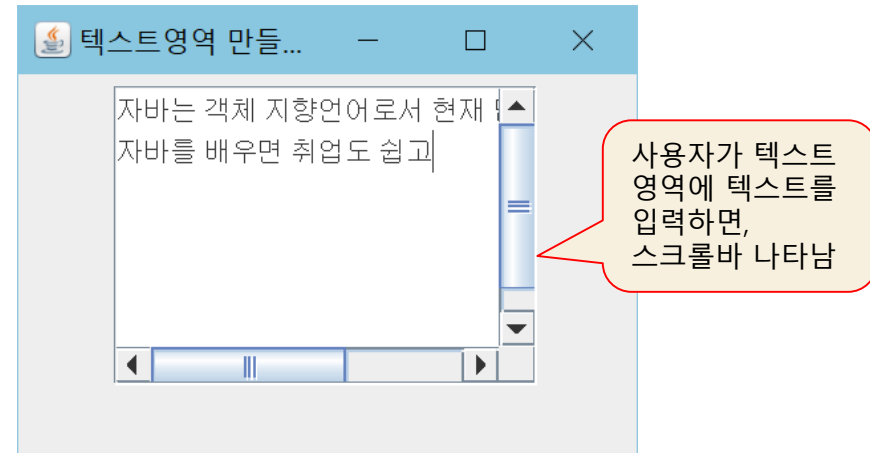 텍스트영역 만들...
자바는 객체 지향언어로서 현재
자바를 배우면 취업도 쉽고
사용자가 텍스트
영역에 텍스트를
입력하면,
스크롤바 나타남